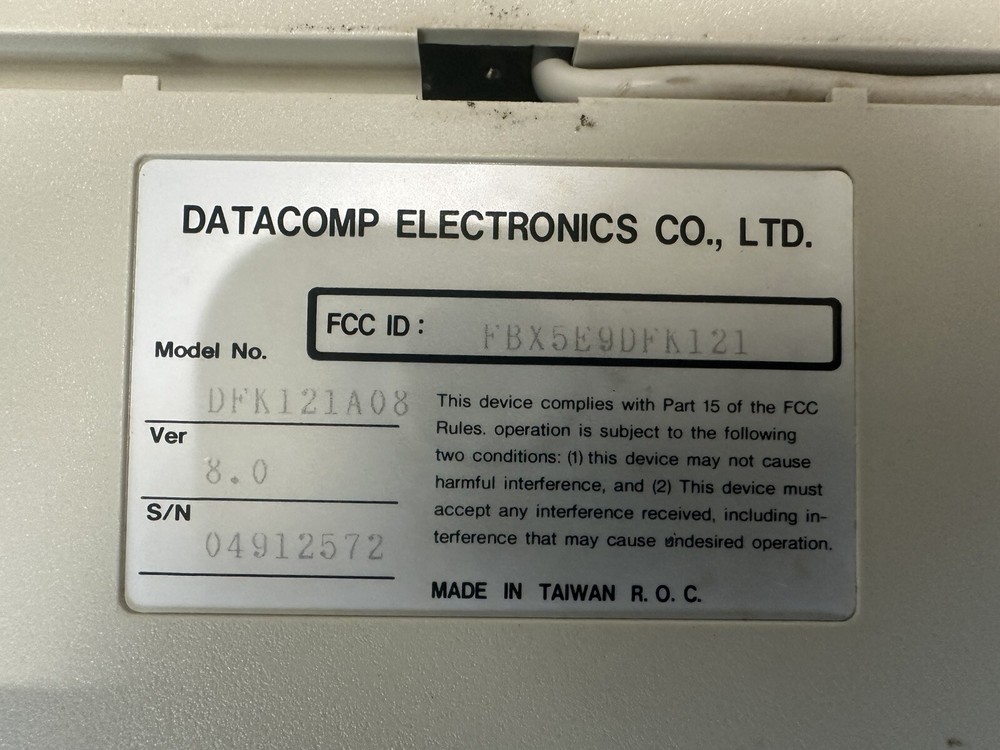 DATACOMP ELECTRONICS CO., LTD.
FCC ID : FBX5E9DFK121
Model No.
DFK121A08
Ver
8.0
S/N
04912572
This device complies with Part 15 of the FCC
Rules. operation is subject to the following
two conditions: (1) this device may not cause
harmful interference, and (2) This device must
accept any interference received, including in-
terference that may cause undesired operation.
MADE IN TAIWAN R. O. C.